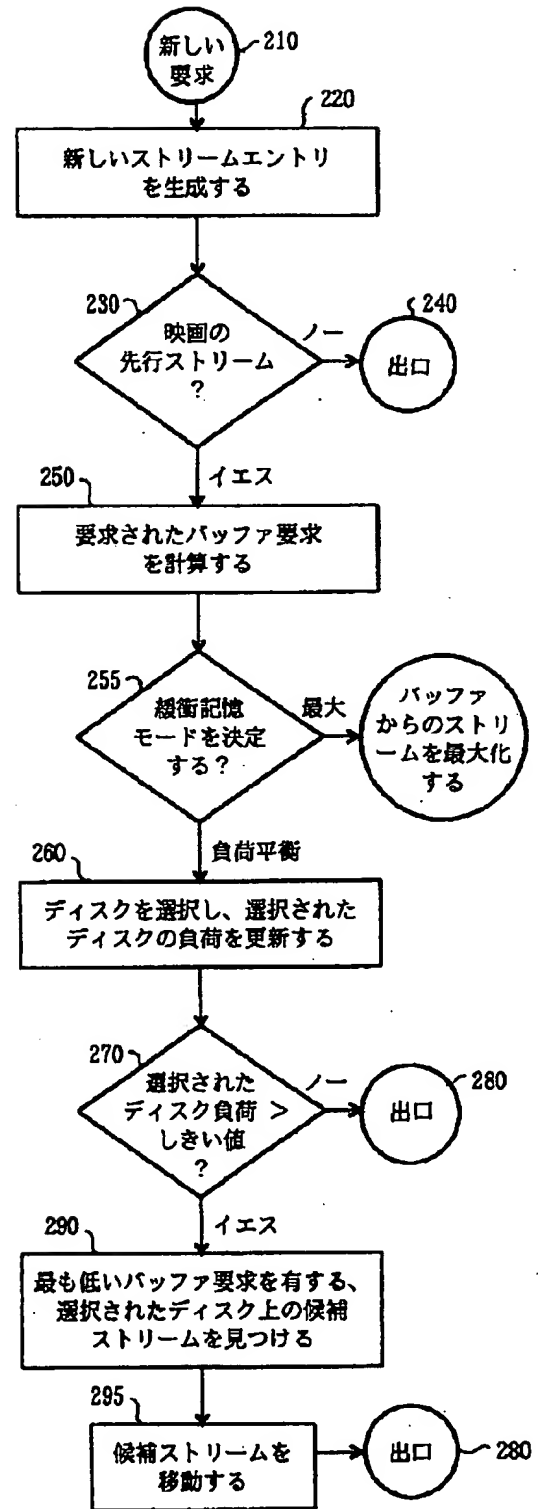 新しい
要求
210
220
新しいストリームエントリ
を生成する
230
映画の
先行ストリーム
?
ノー
240
出口
イエス
250
要求されたバッファ要求
を計算する
255
緩衝記憶
モードを決定
する?
最大
バッファ
からのストリ
ームを最大化
する
負荷平衡
260
ディスクを選択し、選択された
ディスクの負荷を更新する
270
選択された
ディスク負荷 >
しきい値
?
ノー
280
出口
イエス
290
最も低いバッファ要求を有する、
選択されたディスク上の候補
ストリームを見つける
295
候補ストリームを
移動する
出口
280